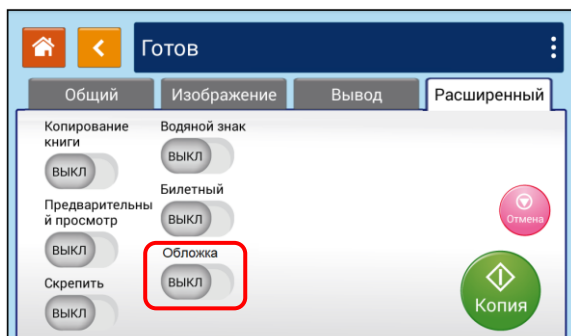 Готов
Общий
Изображение
Вывод
Расширенный
Копирование
книги
ВЫКЛ
Предварительны
й просмотр
ВЫКЛ
Скрепить
ВЫКЛ
Водяной знак
ВЫКЛ
Билетный
ВЫКЛ
Обложка
ВЫКЛ
Отмена
Копия